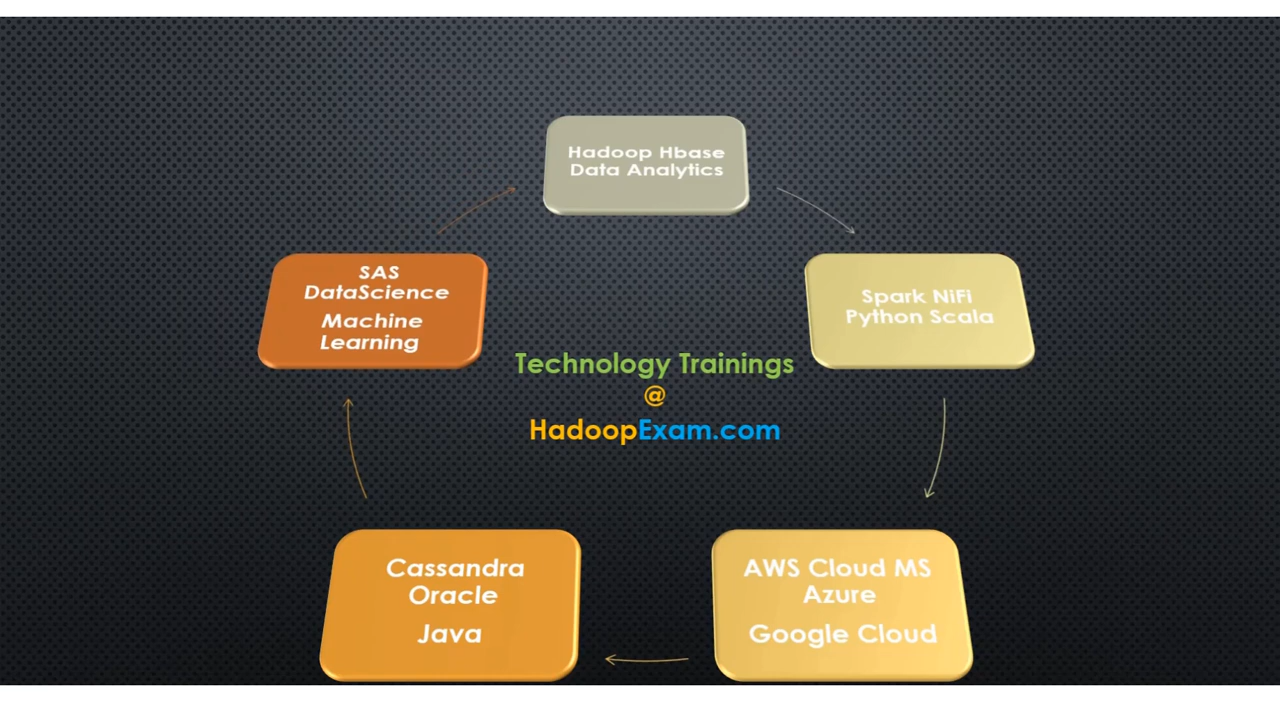 Hadoop Hbase
Data Analytics
SAS
DataScience
Machine
Learning
Spark NiFi
Python Scala
Technology Trainings
@
HadoopExam.com
Cassandra
Oracle
Java
AWS Cloud MS
Azure
Google Cloud